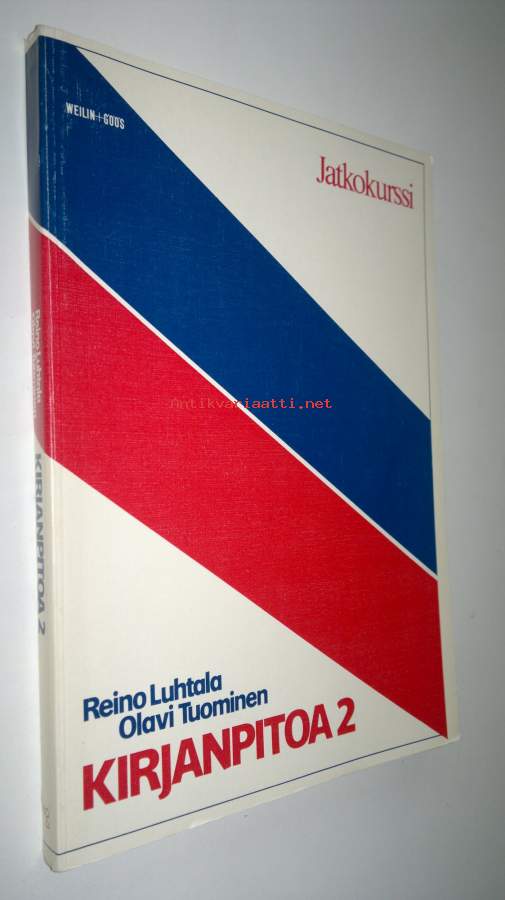 WEILIN+GÖÖS
Jatkokurssi
Antikvariaatti.net
Reino Luhtala
Olavi Tuominen
KIRJANPITOA 2
Reino Luhtala
KIRJANPITOA 2